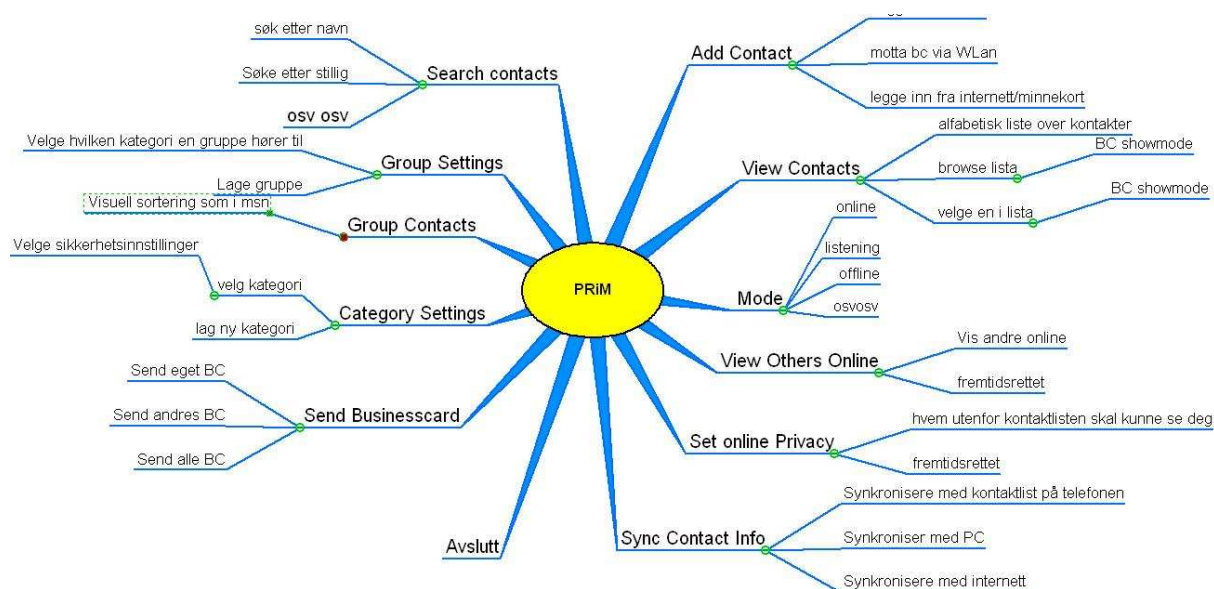 søk etter navn
Søke etter stillig
osv osv
Search contacts
Velge hvilken kategori en gruppe hører til
Lage gruppe
Group Settings
Visuell sortering som i msn
Group Contacts
Velge sikkerhetsinnstillinger
velg kategori
lag ny kategori
Category Settings
Send eget BC
Send andres BC
Send alle BC
Send Businesscard
Avslutt
PRiM
Add Contact
motta bc via WLan
legge inn fra internett/minnekort
View Contacts
alfabetisk liste over kontakter
browse lista
BC showmode
velge en i lista
BC showmode
Mode
online
listening
offline
osvosv
View Others Online
Vis andre online
fremtidsrettet
Set online Privacy
hvem utenfor kontaktlisten skal kunne se deg
fremtidsrettet
Sync Contact Info
Synkronisere med kontaktlist på telefonen
Synkroniser med PC
Synkronisere med internett